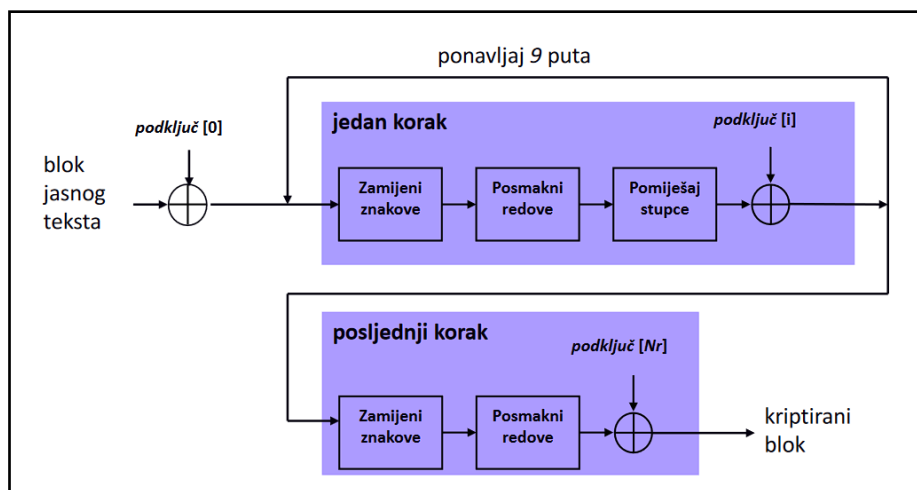 ponavljaj 9 puta
podključ [0]
jedan korak
podključ [i]
blok
jasnog
teksta
Zamijeni
znakove
Posmakni
redove
Pomiješaj
stupce
posljednji korak
podključ [Nr]
Zamijeni
znakove
Posmakni
redove
kriptirani
blok